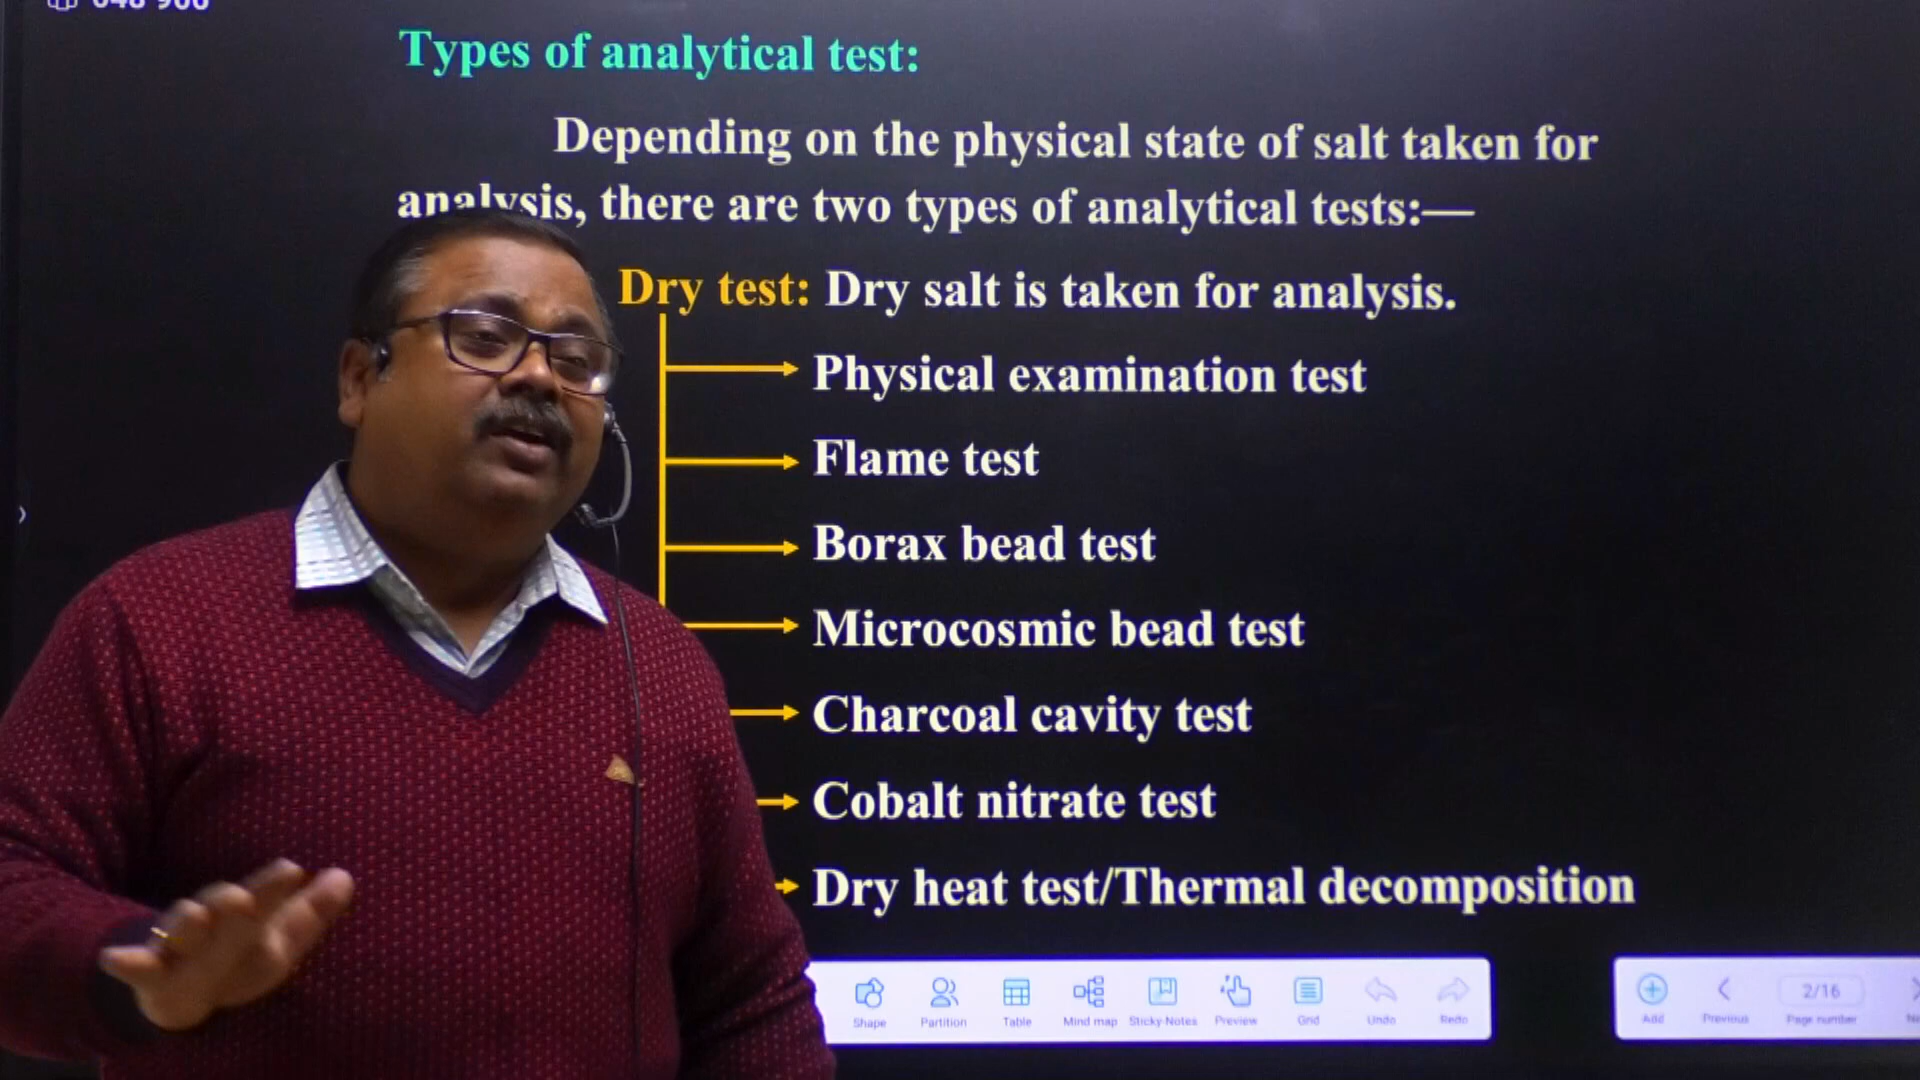 Types of analytical test:
Depending on the physical state of salt taken for
analysis, there are two types of analytical tests:—
Dry test: Dry salt is taken for analysis.
Physical examination test
Flame test
Borax bead test
Microcosmic bead test
Charcoal cavity test
Cobalt nitrate test
Dry heat test/Thermal decomposition
Shape Partition Table Mind map Sticky-Notes Preview Grid Undo Redo
2/16
Add Previous Page number